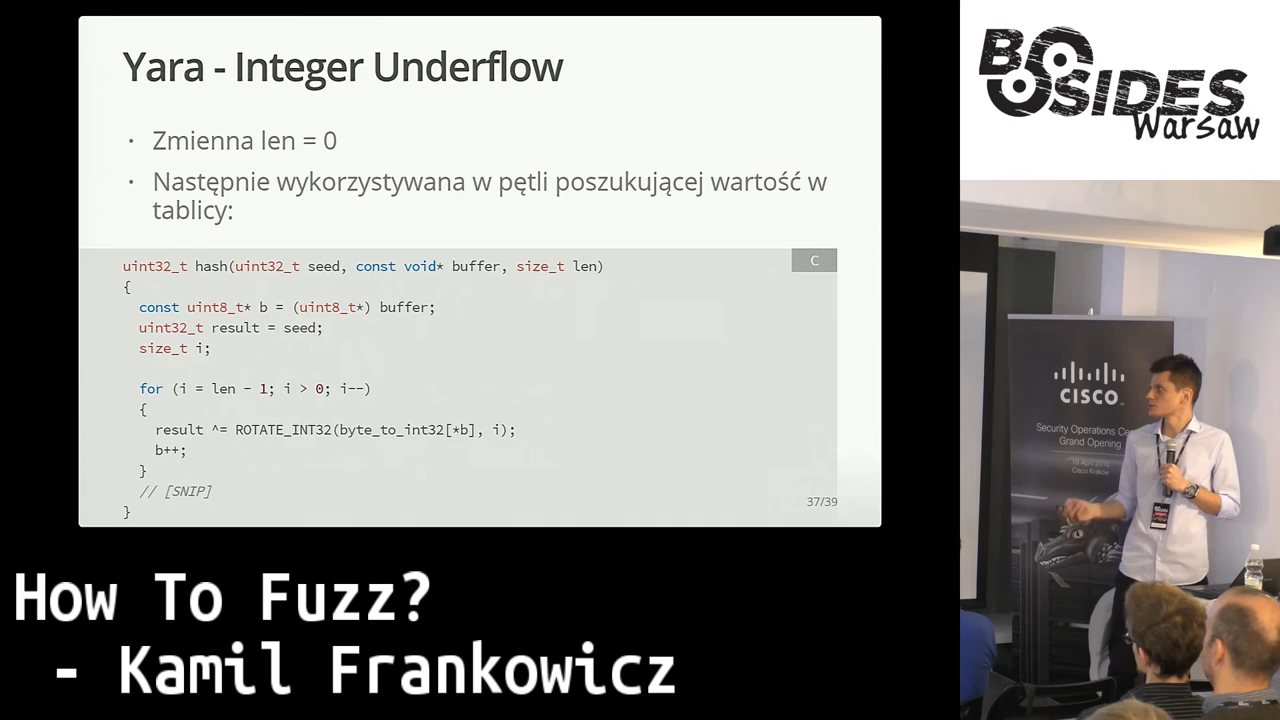 Yara - Integer Underflow
• Zmienna len = 0
• Następnie wykorzystywana w pętli poszukującej wartość w
tablicy:
C
uint32_t hash(uint32_t seed, const void* buffer, size_t len)
{
const uint8_t* b = (uint8_t*) buffer;
uint32_t result = seed;
size_t i;
for (i = len - 1; i > 0; i--)
{
result ^= ROTATE_INT32(byte_to_int32[*b], i);
b++;
}
// [SNIP]
}
37/39
How To Fuzz?
- Kamil Frankowicz
BSIDES
Warsaw
CISCO
Security Operations
Grand Opening
Cisco Krakow